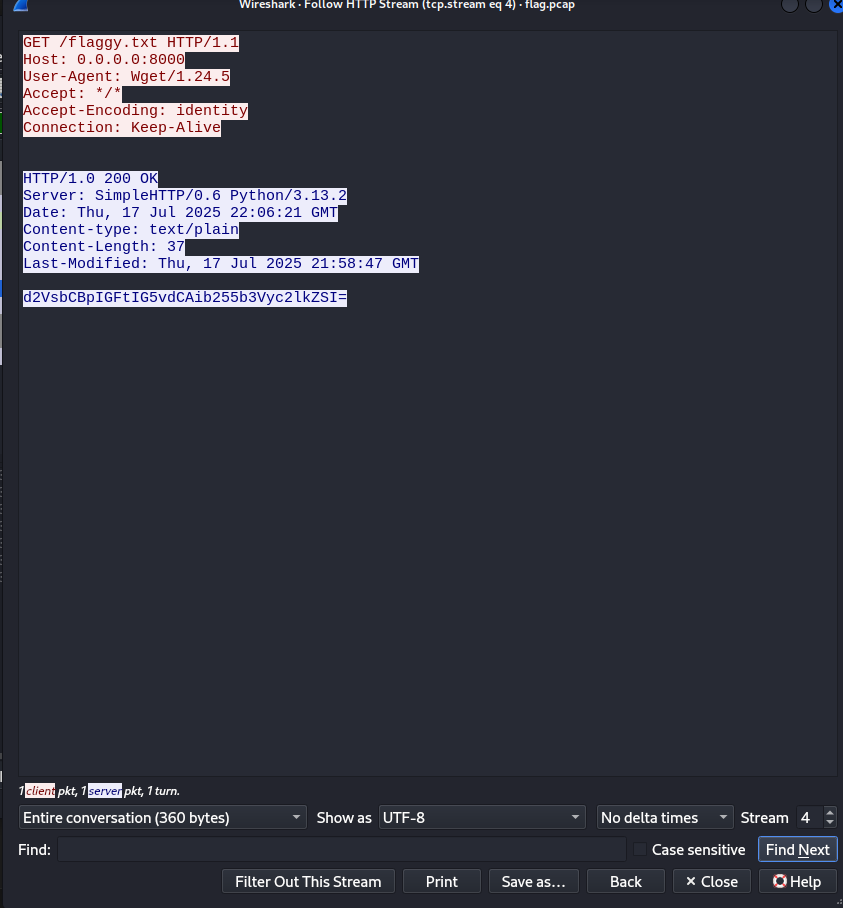 Wireshark · Follow HTTP Stream (tcp.stream eq 4) · flag.pcap
GET /flaggy.txt HTTP/1.1
Host: 0.0.0.0:8000
User-Agent: Wget/1.24.5
Accept: */*
Accept-Encoding: identity
Connection: Keep-Alive
HTTP/1.0 200 OK
Server: SimpleHTTP/0.6 Python/3.13.2
Date: Thu, 17 Jul 2025 22:06:21 GMT
Content-type: text/plain
Content-Length: 37
Last-Modified: Thu, 17 Jul 2025 21:58:47 GMT
d2VsbCBpIGFtIG5vdCAib255b3Vyc2lkZSI=
1 client pkt, 1 server pkt, 1 turn.
Entire conversation (360 bytes) Show as UTF-8 No delta times Stream 4
Find: Case sensitive Find Next
Filter Out This Stream Print Save as… Back × Close Help